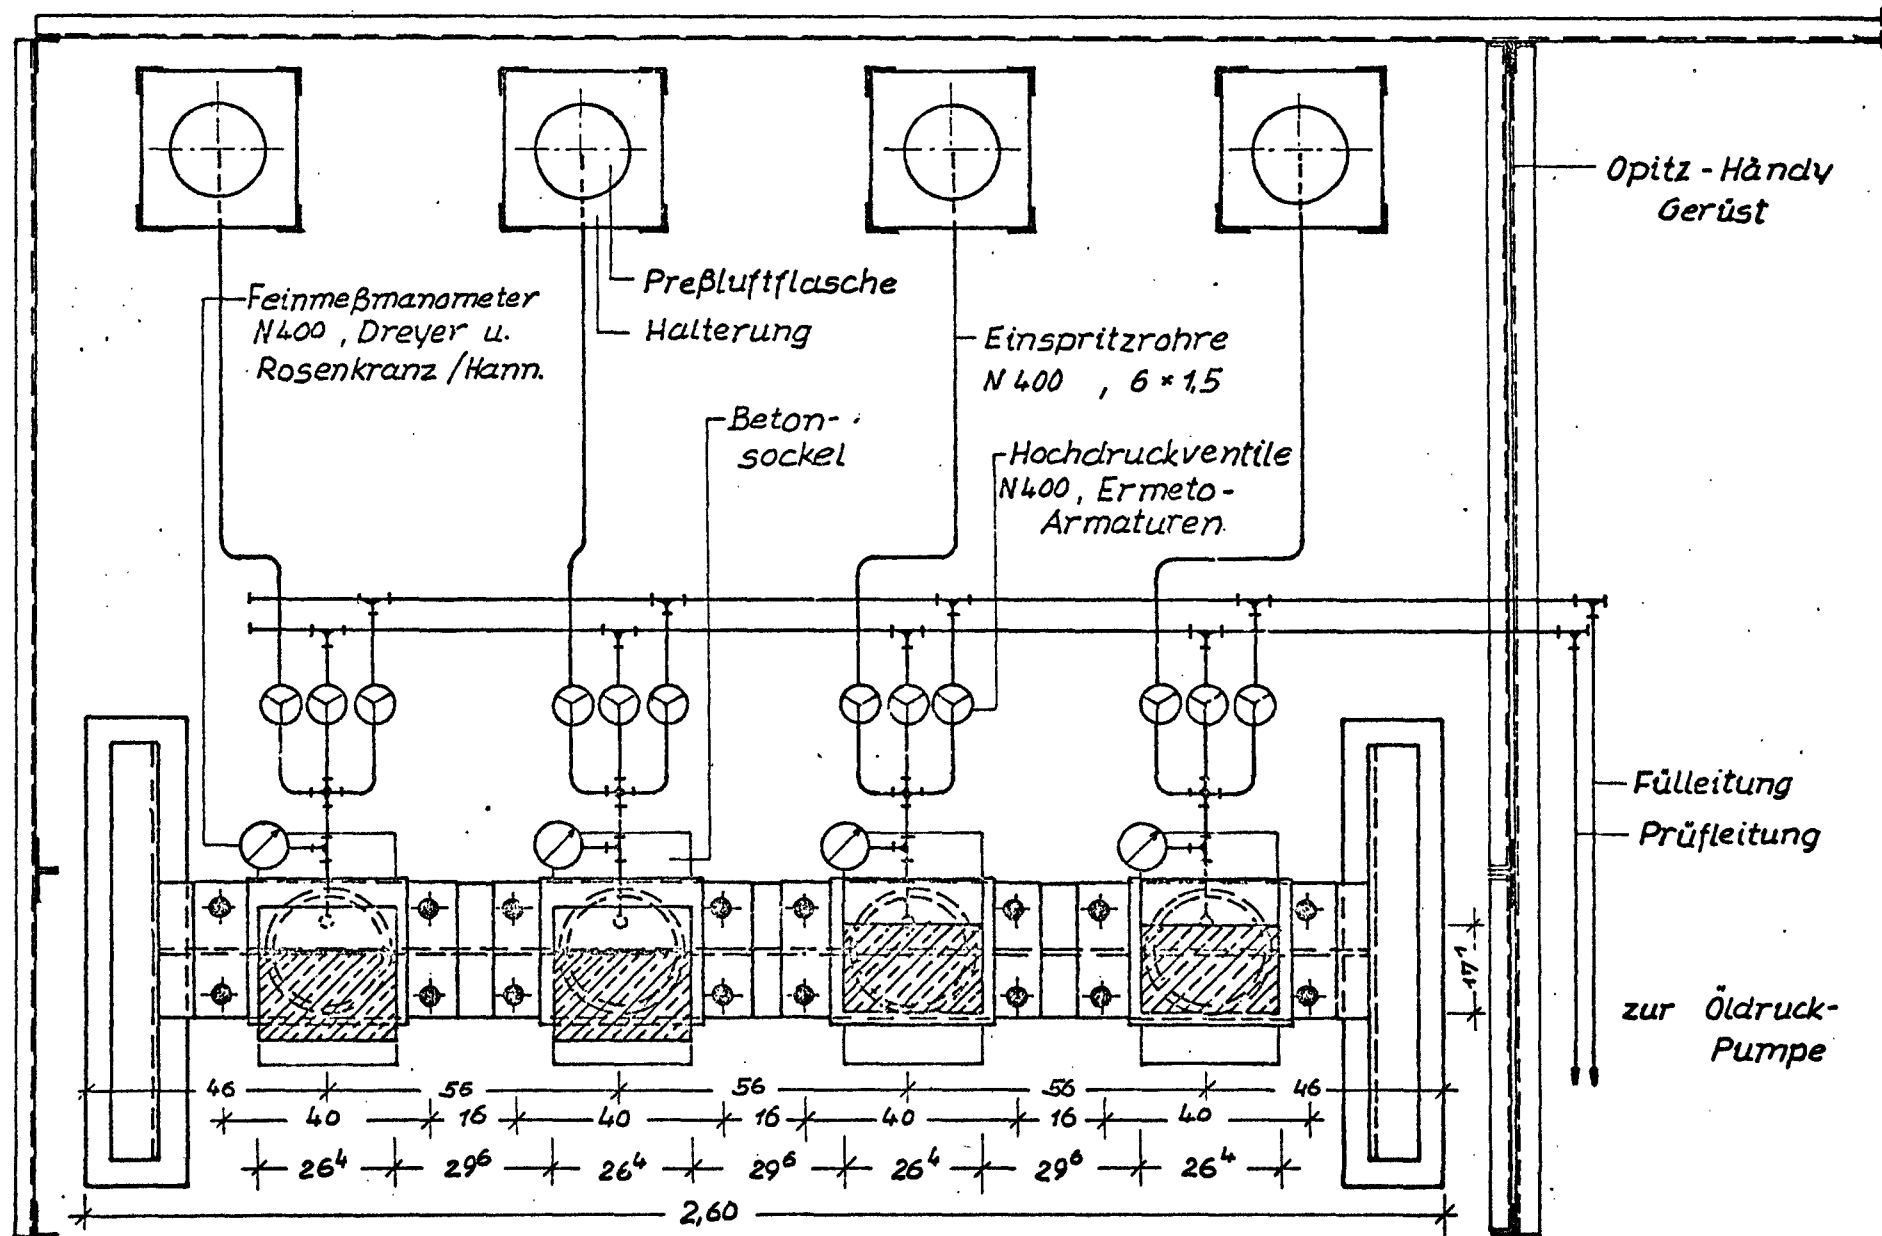 Opitz - Händy
Gerüst
Preßluftflasche
Halterung
Feinmeßmanometer
N400, Dreyer u.
Rosenkranz /Hann.
Einspritzrohre
N 400 , 6 × 1,5
Beton-
sockel
Hochdruckventile
N400, Ermeto-
Armaturen
Fülleitung
Prüfleitung
17¹
zur Öldruck-
Pumpe
46 56 56 56 46
40 16 40 16 40 16 40
26⁴ 29⁶ 26⁴ 29⁶ 26⁴ 29⁶ 26⁴
2,60